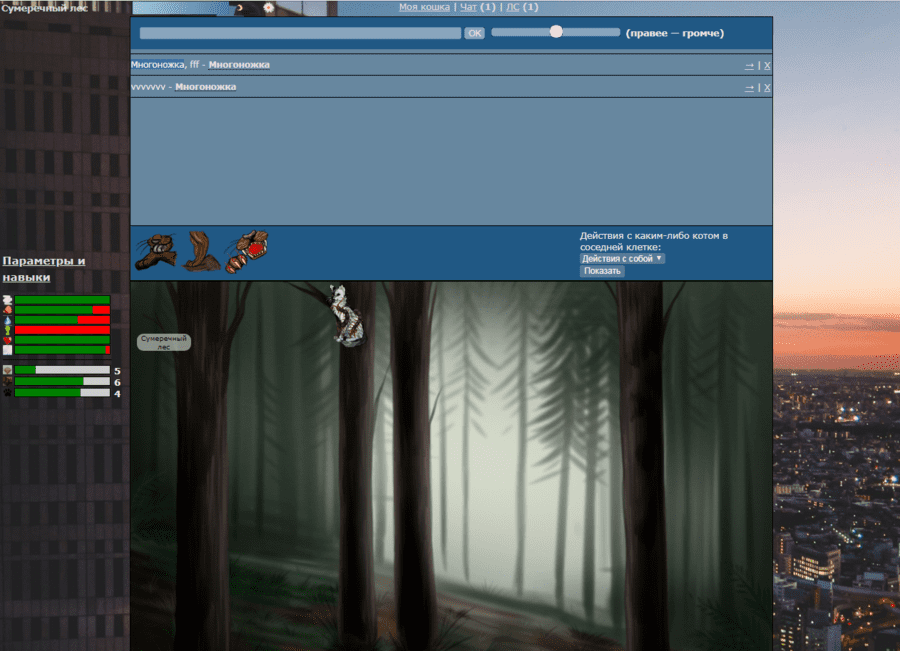 Сумеречный лес
Моя кошка | Чат (1) | ЛС (1)
OK
(правее — громче)
Многоножка, fff - Многоножка
→ | X
vvvvvvv - Многоножка
→ | X
Действия с каким-либо котом в
соседней клетке:
Действия с собой ▼
Показать
Параметры и
навыки
5
6
4
Сумеречный
лес